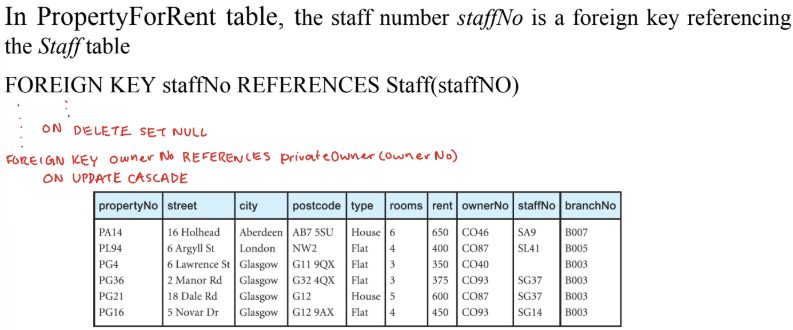 In PropertyForRent table, the staff number staffNo is a foreign key referencing
the Staff table
FOREIGN KEY staffNo REFERENCES Staff(staffNO)
ON DELETE SET NULL
FOREIGN KEY owner No REFERENCES privateOwner (owner No)
ON UPDATE CASCADE
propertyNo street city postcode type rooms rent ownerNo staffNo branchNo
PA14 16 Holhead Aberdeen AB7 5SU House 6 650 CO46 SA9 B007
PL94 6 Argyll St London NW2 Flat 4 400 CO87 SL41 B005
PG4 6 Lawrence St Glasgow G11 9QX Flat 3 350 CO40 B003
PG36 2 Manor Rd Glasgow G32 4QX Flat 3 375 CO93 SG37 B003
PG21 18 Dale Rd Glasgow G12 House 5 600 CO87 SG37 B003
PG16 5 Novar Dr Glasgow G12 9AX Flat 4 450 CO93 SG14 B003